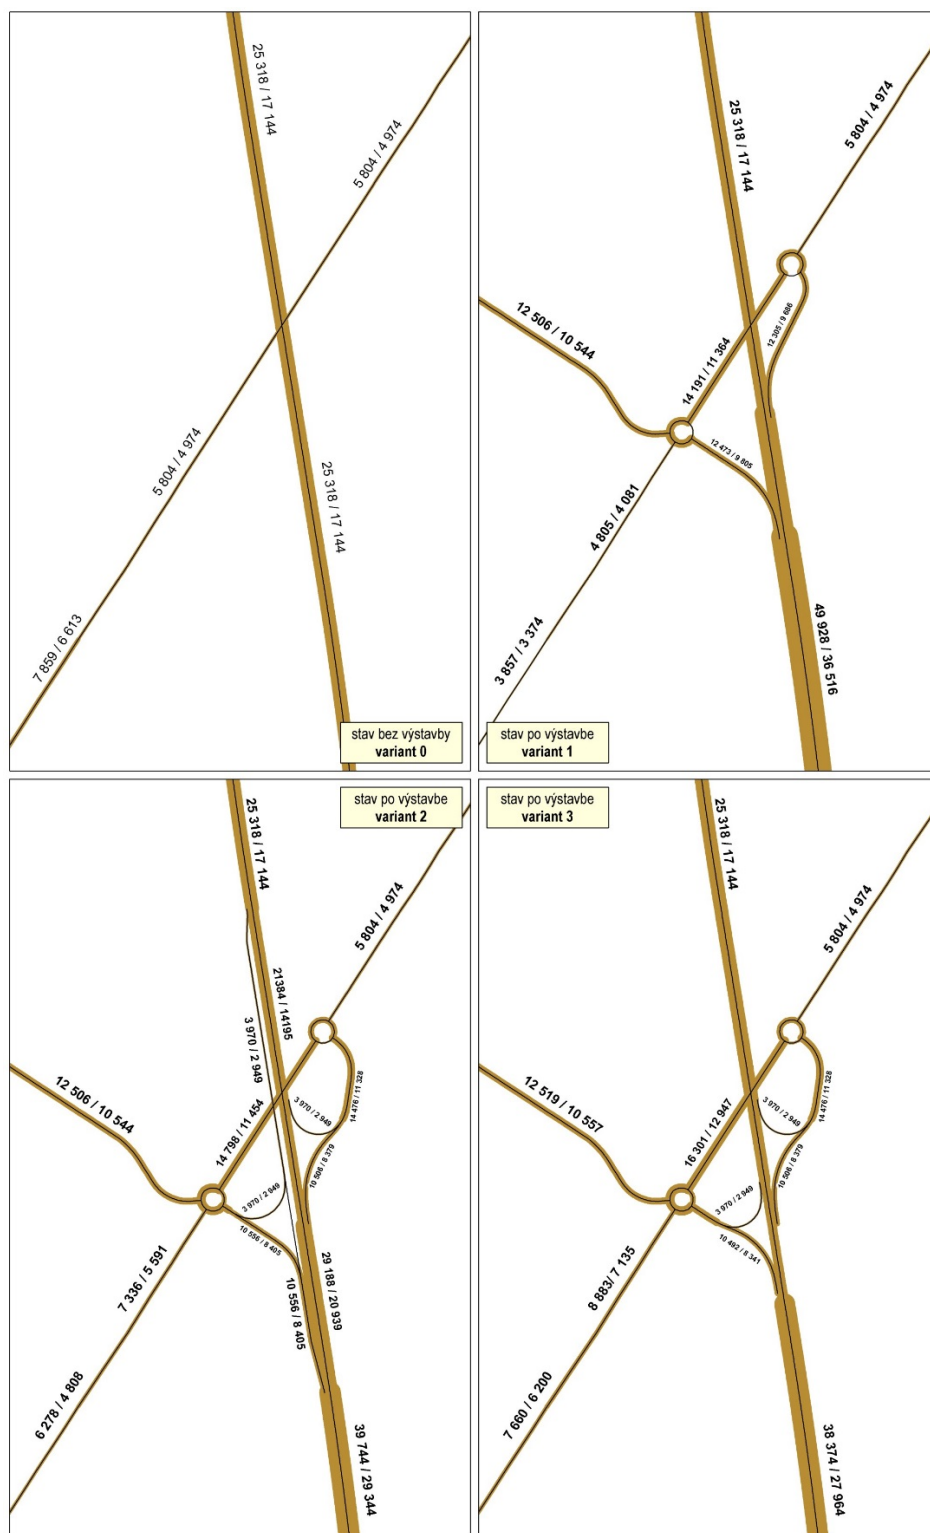 25 318 / 17 144
5 804 / 4 974
5 804 / 4 974
25 318 / 17 144
7 859 / 6 613
stav bez výstavby
variant 0
25 318 / 17 144
5 804 / 4 974
12 506 / 10 544
12 305 / 9 686
14 191 / 11 364
12 473 / 9 805
4 805 / 4 081
3 857 / 3 374
49 928 / 36 516
stav po výstavbe
variant 1
stav po výstavbe
variant 2
25 318 / 17 144
5 804 / 4 974
21384 / 14195
3 970 / 2 949
12 506 / 10 544
14 798 / 11 454
3 970 / 2 949
14 476 / 11 328
10 506 / 8 379
3 970 / 2 949
10 556 / 8 405
7 336 / 5 591
29 188 / 20 939
10 556 / 8 405
6 278 / 4 808
39 744 / 29 344
stav po výstavbe
variant 3
25 318 / 17 144
5 804 / 4 974
12 519 / 10 557
16 301 / 12 947
3 970 / 2 949
14 476 / 11 328
10 506 / 8 379
3 970 / 2 949
10 492 / 8 341
8 883/ 7 135
7 660 / 6 200
38 374 / 27 964